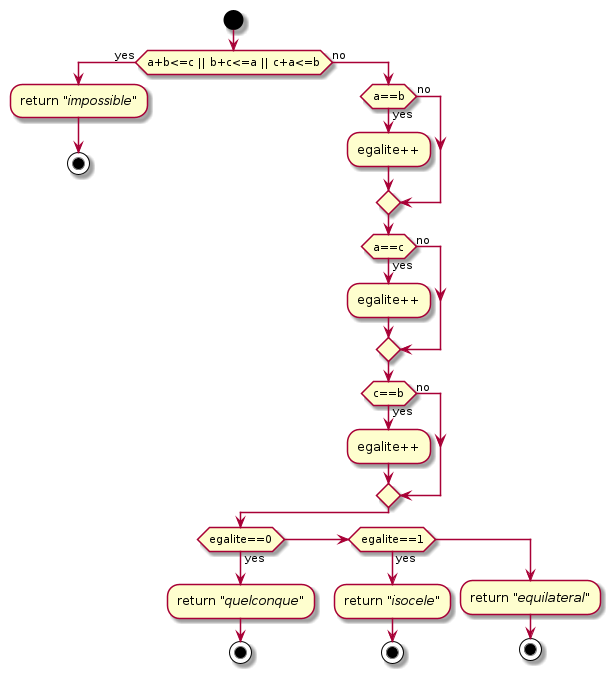 yes
a+b<=c || b+c<=a || c+a<=b
no
return "impossible"
a==b
no
yes
egalite++
a==c
no
yes
egalite++
c==b
no
yes
egalite++
egalite==0
egalite==1
yes
yes
return "quelconque"
return "isocele"
return "equilateral"